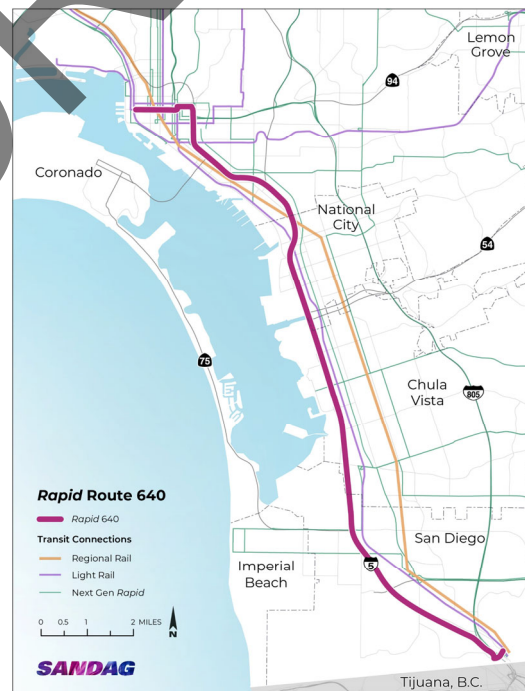 Lemon
Grove
94
Coronado
National
City
54
75
Chula
Vista
805
Rapid Route 640
Rapid 640
Transit Connections
Regional Rail
Light Rail
Next Gen Rapid
0 0.5 1 2 MILES
N
SANDAG
San Diego
Imperial
Beach
5
Tijuana, B.C.